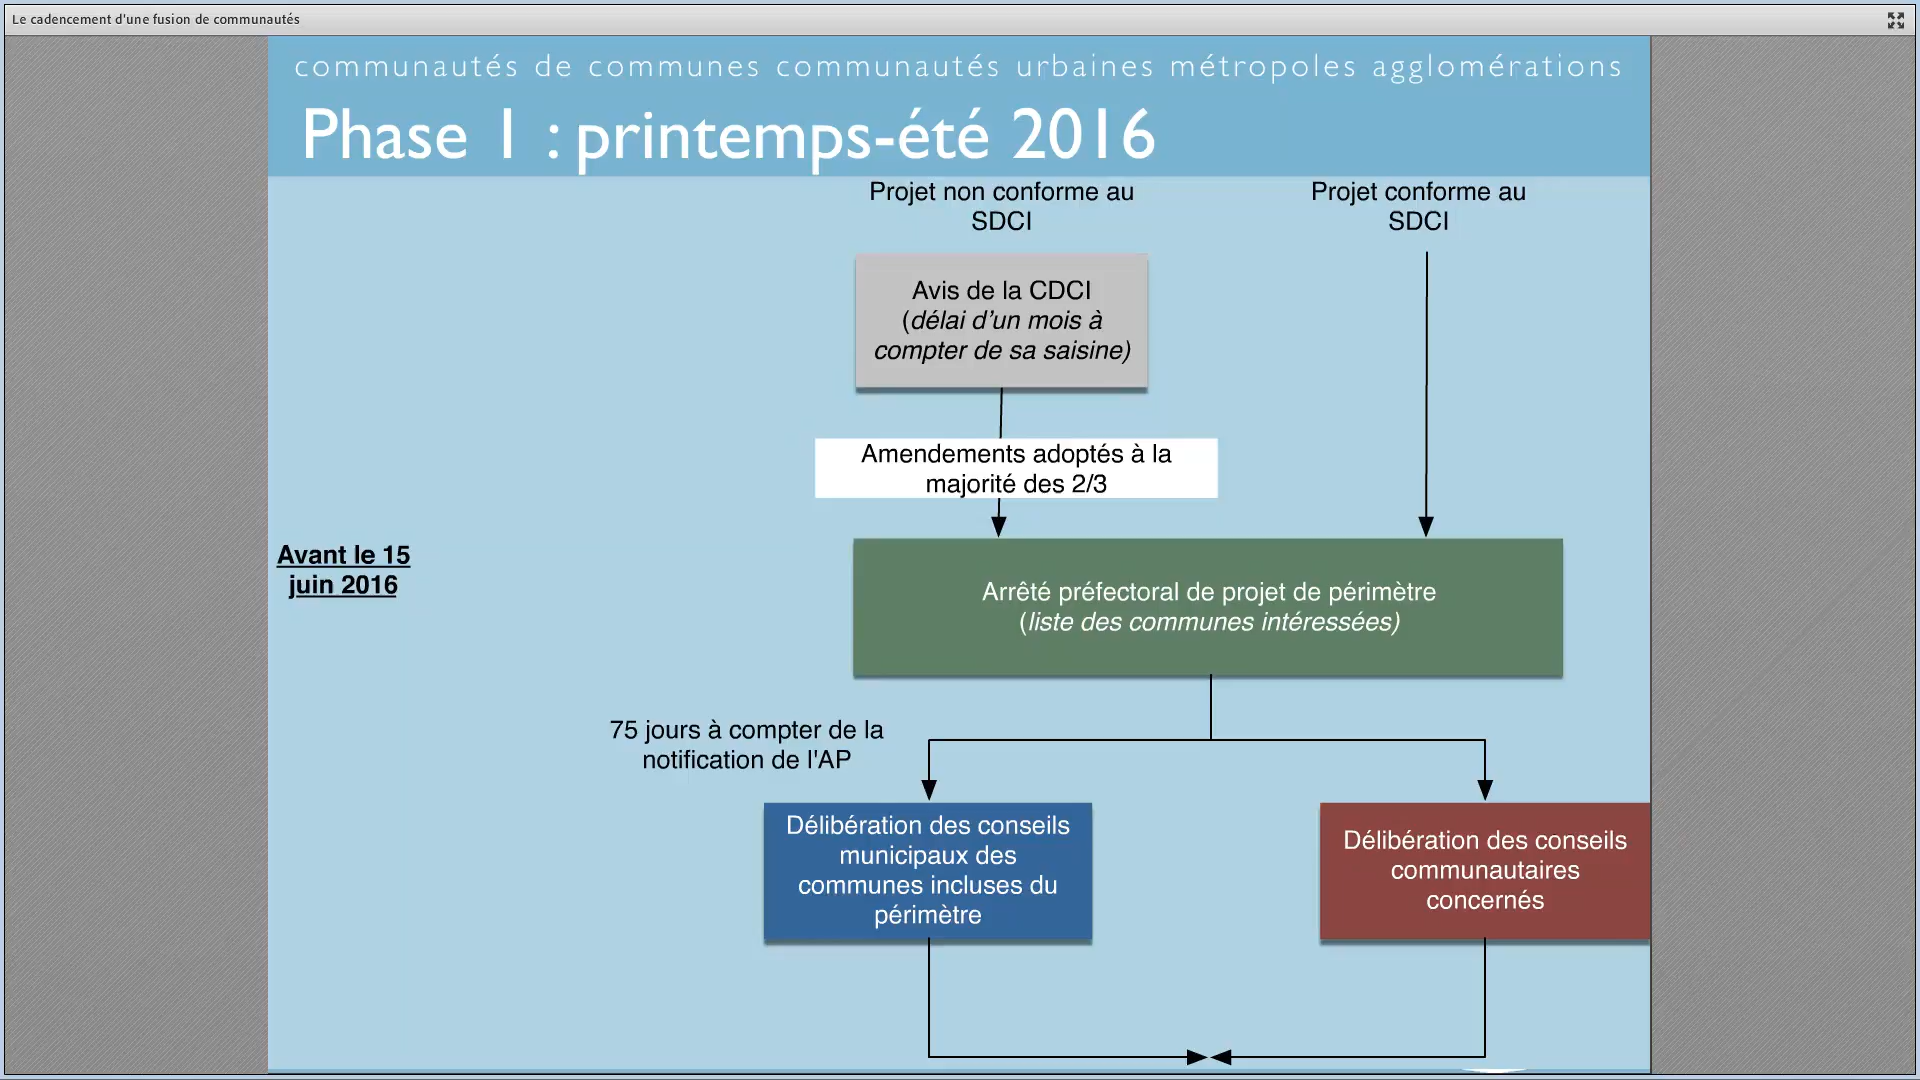 Le cadencement d'une fusion de communautés
communautés de communes communautés urbaines métropoles agglomérations
Phase 1 : printemps-été 2016
Projet non conforme au
SDCI
Projet conforme au
SDCI
Avis de la CDCI
(délai d’un mois à
compter de sa saisine)
Amendements adoptés à la
majorité des 2/3
Avant le 15
juin 2016
Arrêté préfectoral de projet de périmètre
(liste des communes intéressées)
75 jours à compter de la
notification de l'AP
Délibération des conseils
municipaux des
communes incluses du
périmètre
Délibération des conseils
communautaires
concernés